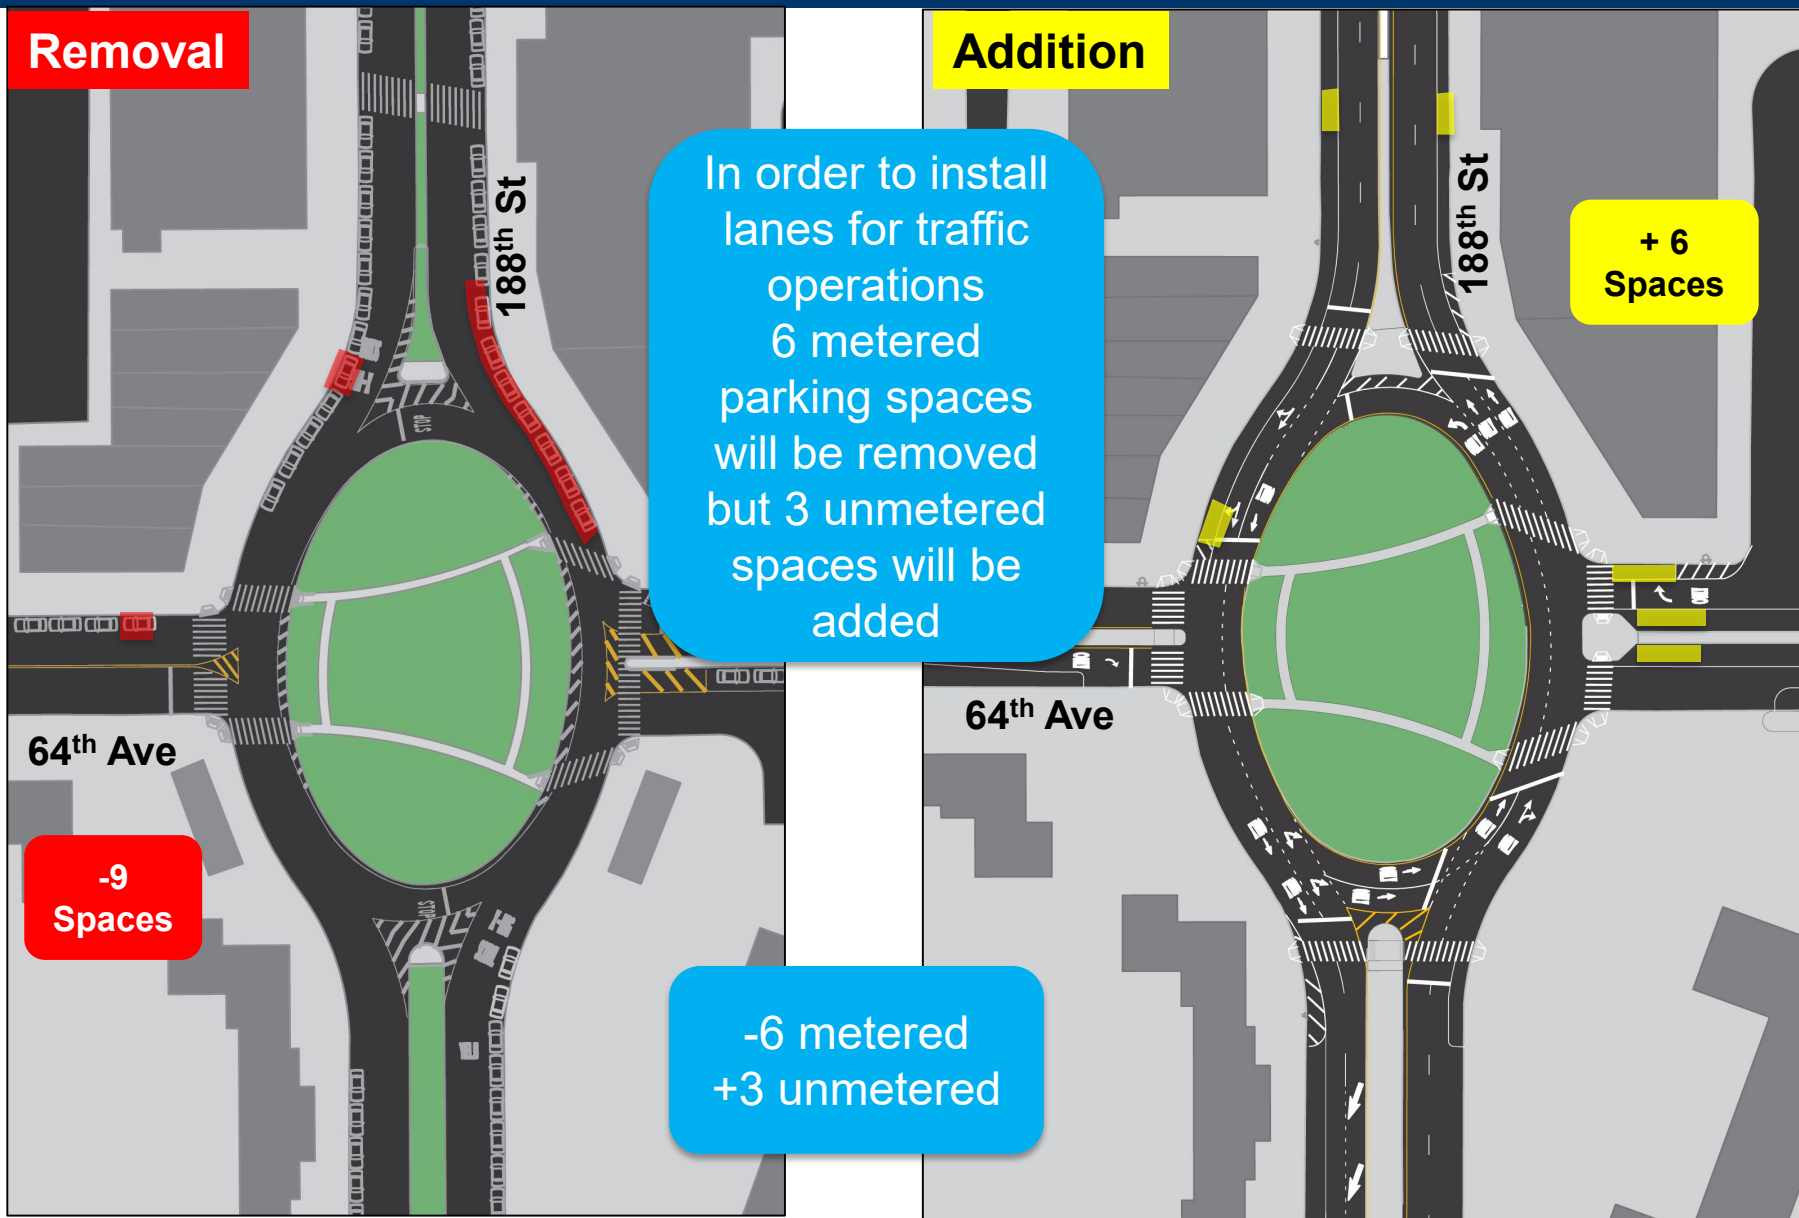 Removal
188th St
64th Ave
-9
Spaces
STOP
STOP
In order to install
lanes for traffic
operations
6 metered
parking spaces
will be removed
but 3 unmetered
spaces will be
added
-6 metered
+3 unmetered
Addition
188th St
+ 6
Spaces
64th Ave